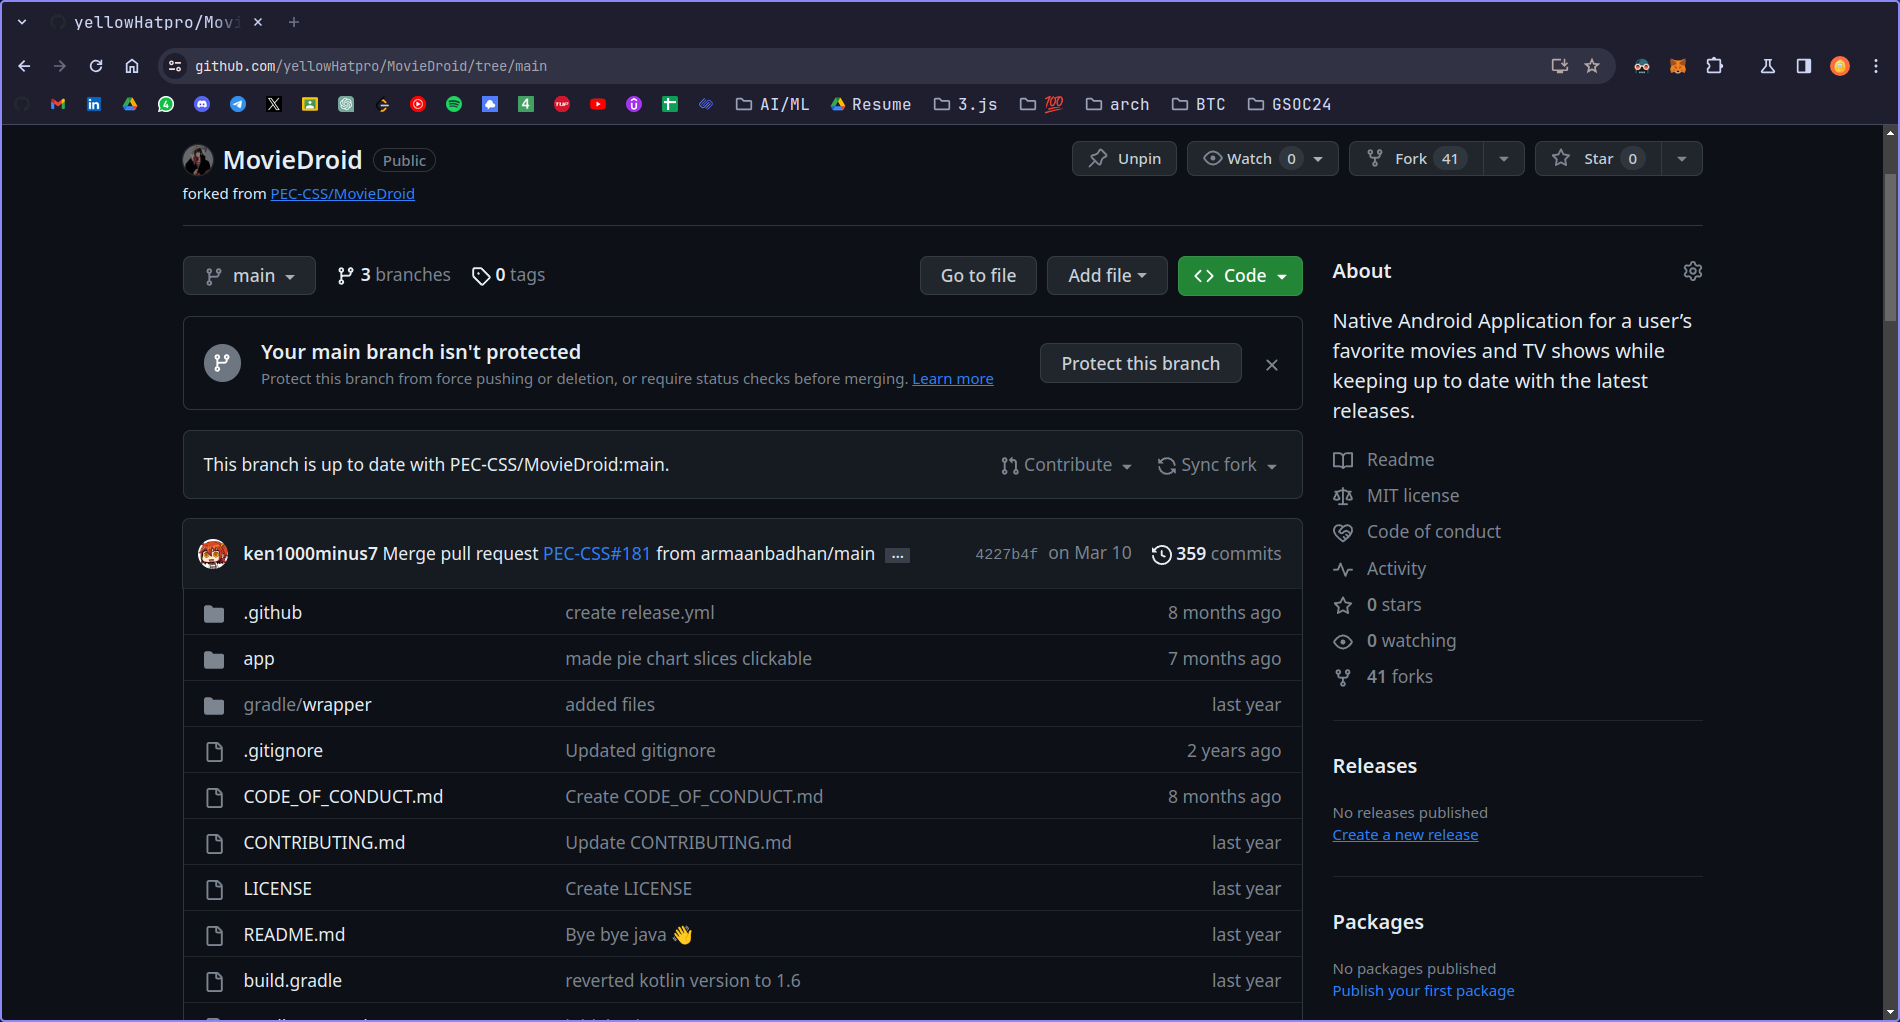 yellowHatpro/Movi
github.com/yellowHatpro/MovieDroid/tree/main
AI/ML
Resume
3.js
💯
arch
BTC
GSOC24
MovieDroid Public
Unpin
Watch 0
Fork 41
Star 0
forked from PEC-CSS/MovieDroid
main
3 branches
0 tags
Go to file
Add file
Code
Your main branch isn't protected
Protect this branch from force pushing or deletion, or require status checks before merging. Learn more
Protect this branch
This branch is up to date with PEC-CSS/MovieDroid:main.
Contribute
Sync fork
ken1000minus7 Merge pull request PEC-CSS#181 from armaanbadhan/main ... 4227b4f on Mar 10 359 commits
.github create release.yml 8 months ago
app made pie chart slices clickable 7 months ago
gradle/wrapper added files last year
.gitignore Updated gitignore 2 years ago
CODE_OF_CONDUCT.md Create CODE_OF_CONDUCT.md 8 months ago
CONTRIBUTING.md Update CONTRIBUTING.md last year
LICENSE Create LICENSE last year
README.md Bye bye java 👋 last year
build.gradle reverted kotlin version to 1.6 last year
About
Native Android Application for a user’s
favorite movies and TV shows while
keeping up to date with the latest
releases.
Readme
MIT license
Code of conduct
Activity
0 stars
0 watching
41 forks
Releases
No releases published
Create a new release
Packages
No packages published
Publish your first package